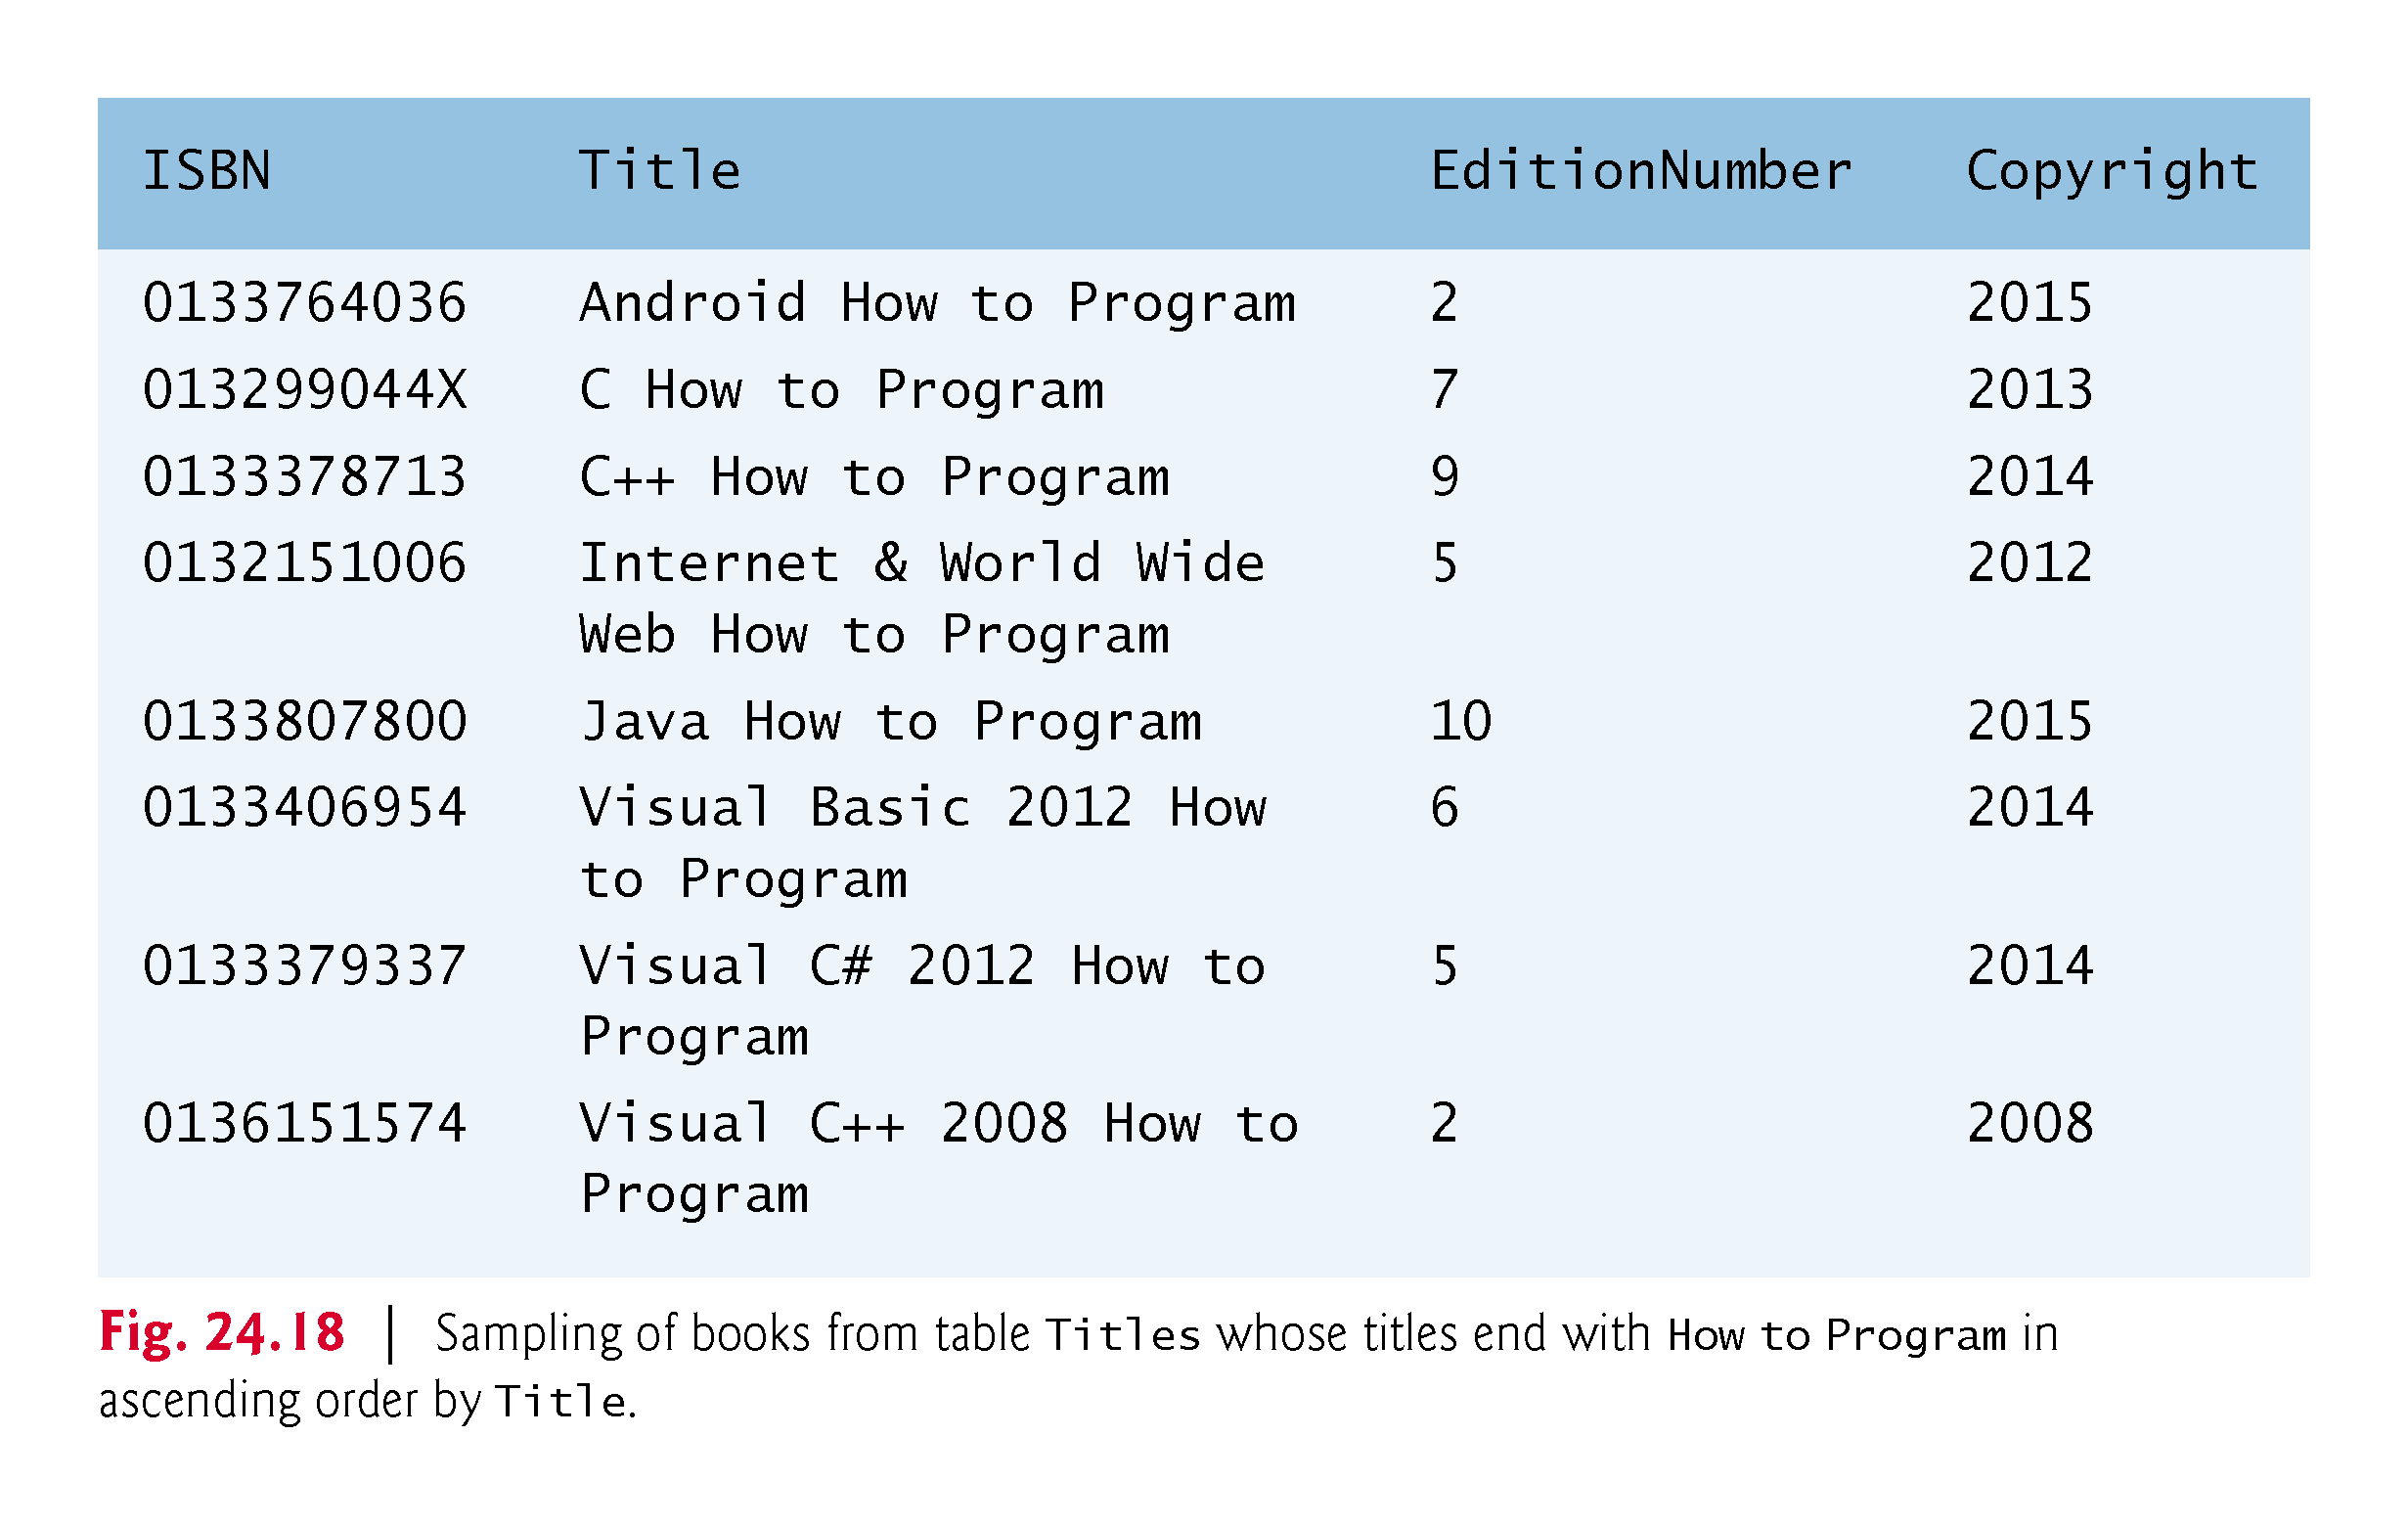 ISBN Title EditionNumber Copyright
0133764036 Android How to Program 2 2015
013299044X C How to Program 7 2013
0133378713 C++ How to Program 9 2014
0132151006 Internet & World Wide 5 2012
Web How to Program
0133807800 Java How to Program 10 2015
0133406954 Visual Basic 2012 How 6 2014
to Program
0133379337 Visual C# 2012 How to 5 2014
Program
0136151574 Visual C++ 2008 How to 2 2008
Program
Fig. 24.18 | Sampling of books from table Titles whose titles end with How to Program in
ascending order by Title.